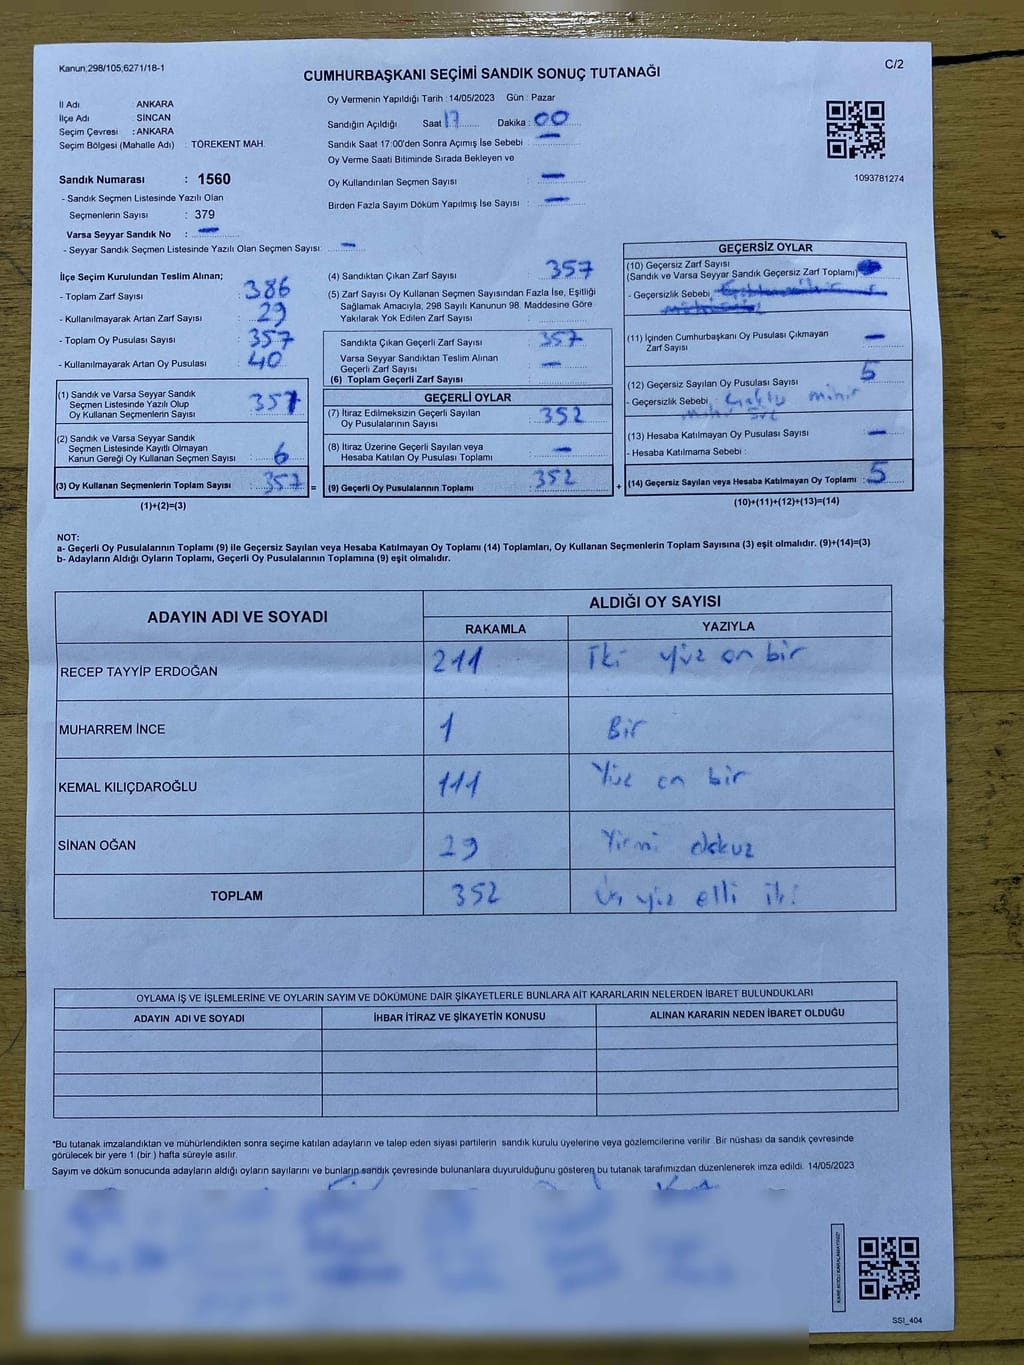 Kanun;298/105;6271/18-1
C/2
CUMHURBAŞKANI SEÇİMİ SANDIK SONUÇ TUTANAĞI
İl Adı ANKARA
İlçe Adı : SİNCAN
Seçim Çevresi : ANKARA
Seçim Bölgesi (Mahalle Adı) : TÖREKENT MAH.
Sandık Numarası : 1560
- Sandık Seçmen Listesinde Yazılı Olan
Seçmenlerin Sayısı : 379
Varsa Seyyar Sandık No : —
- Seyyar Sandık Seçmen Listesinde Yazılı Olan Seçmen Sayısı: —
Oy Vermenin Yapıldığı Tarih : 14/05/2023 Gün : Pazar
Sandığın Açıldığı Saat 17 Dakika : 00
Sandık Saat 17:00'den Sonra Açımış İse Sebebi : —
Oy Verme Saati Bitiminde Sırada Bekleyen ve
Oy Kullandırılan Seçmen Sayısı : —
Birden Fazla Sayım Döküm Yapılmış İse Sayısı : —
1093781274
İlçe Seçim Kurulundan Teslim Alınan;
- Toplam Zarf Sayısı : 386
- Kullanılmayarak Artan Zarf Sayısı : 29
- Toplam Oy Pusulası Sayısı : 357
- Kullanılmayarak Artan Oy Pusulası : 40
(1) Sandık ve Varsa Seyyar Sandık
Seçmen Listesinde Yazılı Olup
Oy Kullanan Seçmenlerin Sayısı : 357
(2) Sandık ve Varsa Seyyar Sandık
Seçmen Listesinde Kayıtlı Olmayan
Kanun Gereği Oy Kullanan Seçmen Sayısı : 6
(3) Oy Kullanan Seçmenlerin Toplam Sayısı : 357 =
(1)+(2)=(3)
(4) Sandıktan Çıkan Zarf Sayısı : 357
(5) Zarf Sayısı Oy Kullanan Seçmen Sayısından Fazla İse, Eşitliği
Sağlamak Amacıyla, 298 Sayılı Kanunun 98. Maddesine Göre
Yakılarak Yok Edilen Zarf Sayısı :
Sandıkta Çıkan Geçerli Zarf Sayısı : 357
Varsa Seyyar Sandıktan Teslim Alınan
Geçerli Zarf Sayısı : —
(6) Toplam Geçerli Zarf Sayısı :
GEÇERLİ OYLAR
(7) İtiraz Edilmeksizin Geçerli Sayılan
Oy Pusulalarının Sayısı : 352
(8) İtiraz Üzerine Geçerli Sayılan veya
Hesaba Katılan Oy Pusulası Toplamı : —
(9) Geçerli Oy Pusulalarının Toplamı : 352 +
GEÇERSİZ OYLAR
(10) Geçersiz Zarf Sayısı
(Sandık ve Varsa Seyyar Sandık Geçersiz Zarf Toplamı)
- Geçersizlik Sebebi :
(11) İçinden Cumhurbaşkanı Oy Pusulası Çıkmayan
Zarf Sayısı : —
(12) Geçersiz Sayılan Oy Pusulası Sayısı : 5
- Geçersizlik Sebebi :
(13) Hesaba Katılmayan Oy Pusulası Sayısı : —
- Hesaba Katılmama Sebebi :
(14) Geçersiz Sayılan veya Hesaba Katılmayan Oy Toplamı : 5
(10)+(11)+(12)+(13)=(14)
NOT:
a- Geçerli Oy Pusulalarının Toplamı (9) ile Geçersiz Sayılan veya Hesaba Katılmayan Oy Toplamı (14) Toplamları, Oy Kullanan Seçmenlerin Toplam Sayısına (3) eşit olmalıdır. (9)+(14)=(3)
b- Adayların Aldığı Oyların Toplamı, Geçerli Oy Pusulalarının Toplamına (9) eşit olmalıdır.
ADAYIN ADI VE SOYADI
ALDIĞI OY SAYISI
RAKAMLA YAZIYLA
RECEP TAYYİP ERDOĞAN 211 İki yüz on bir
MUHARREM İNCE 1 Bir
KEMAL KILIÇDAROĞLU 111 Yüz on bir
SİNAN OĞAN 29 Yirmi dokuz
TOPLAM 352 Üç yüz elli iki
OYLAMA İŞ VE İŞLEMLERİNE VE OYLARIN SAYIM VE DÖKÜMÜNE DAİR ŞİKAYETLERLE BUNLARA AİT KARARLARIN NELERDEN İBARET BULUNDUKLARI
ADAYIN ADI VE SOYADI İHBAR İTİRAZ VE ŞİKAYETİN KONUSU ALINAN KARARIN NEDEN İBARET OLDUĞU
*Bu tutanak imzalandıktan ve mühürlendikten sonra seçime katılan adayların ve talep eden siyasi partilerin sandık kurulu üyelerine veya gözlemcilerine verilir .Bir nüshası da sandık çevresinde
görülecek bir yere 1 (bir ) hafta süreyle asılır.
Sayım ve döküm sonucunda adayların aldığı oyların sayılarını ve bunların sandık çevresinde bulunanlara duyurulduğunu gösteren bu tutanak tarafımızdan düzenlenerek imza edildi. 14/05/2023
KARE KODU KARALAMAYINIZ!
SSI_404